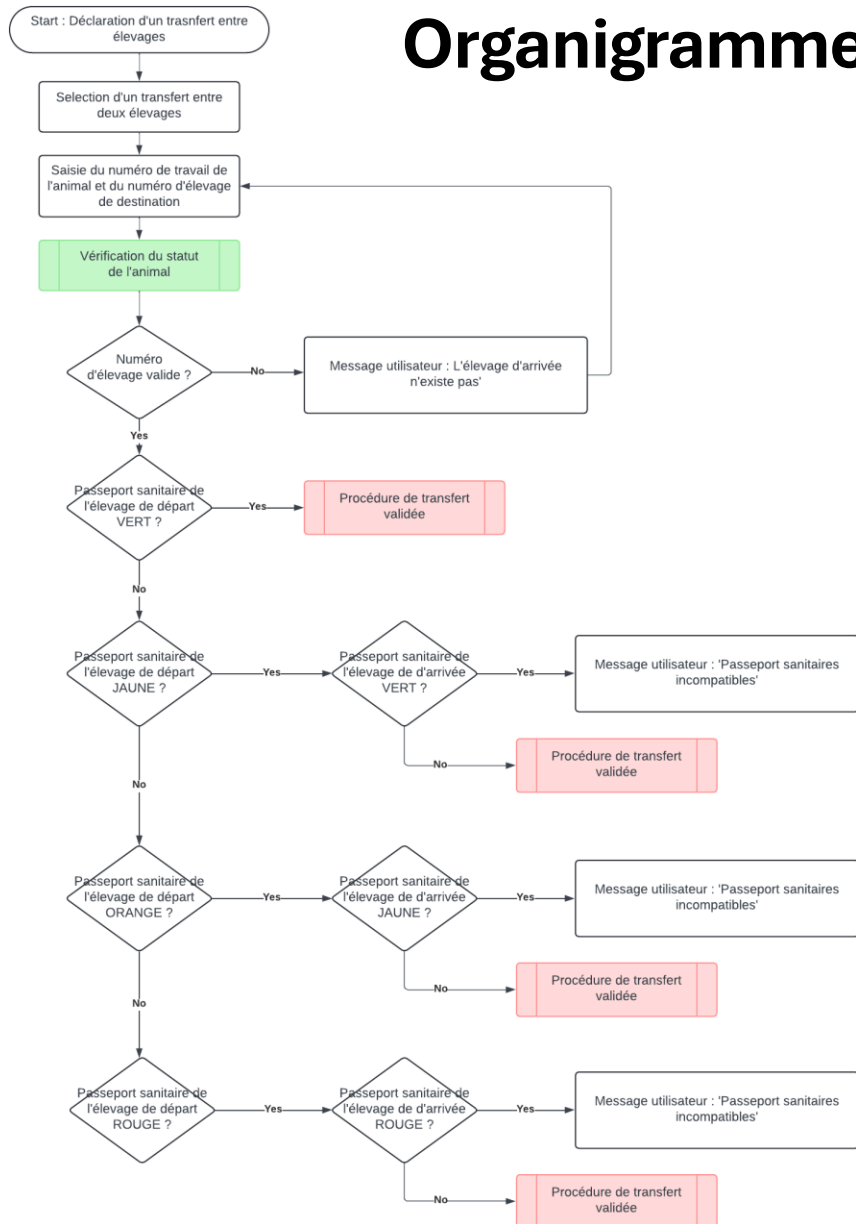 Organigramme
Start : Déclaration d'un trasnfert entre
élevages
Selection d'un transfert entre
deux élevages
Saisie du numéro de travail de
l'animal et du numéro d'élevage
de destination
Vérification du statut
de l'animal
Numéro
d'élevage valide ?
No
Message utilisateur : L'élevage d'arrivée
n'existe pas'
Yes
Passeport sanitaire de
l'élevage de départ
VERT ?
Yes
Procédure de transfert
validée
No
Passeport sanitaire de
l'élevage de départ
JAUNE ?
Yes
Passeport sanitaire de
l'élevage de d'arrivée
VERT ?
Yes
Message utilisateur : 'Passeport sanitaires
incompatibles'
No
Procédure de transfert
validée
No
Passeport sanitaire de
l'élevage de départ
ORANGE ?
Yes
Passeport sanitaire de
l'élevage de d'arrivée
JAUNE ?
Yes
Message utilisateur : 'Passeport sanitaires
incompatibles'
No
Procédure de transfert
validée
No
Passeport sanitaire de
l'élevage de départ
ROUGE ?
Yes
Passeport sanitaire de
l'élevage de d'arrivée
ROUGE ?
Yes
Message utilisateur : 'Passeport sanitaires
incompatibles'
No
Procédure de transfert
validée